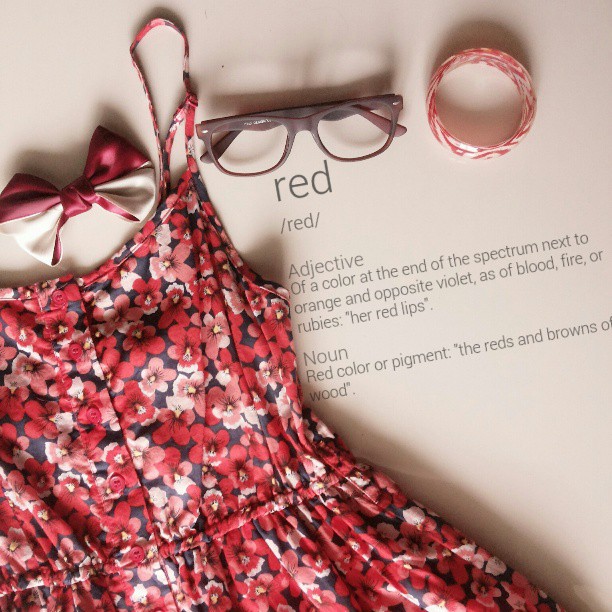 red
/red/
Adjective
Of a color at the end of the spectrum next to
orange and opposite violet, as of blood, fire, or
rubies: "her red lips".
Noun
Red color or pigment: "the reds and browns of
wood".